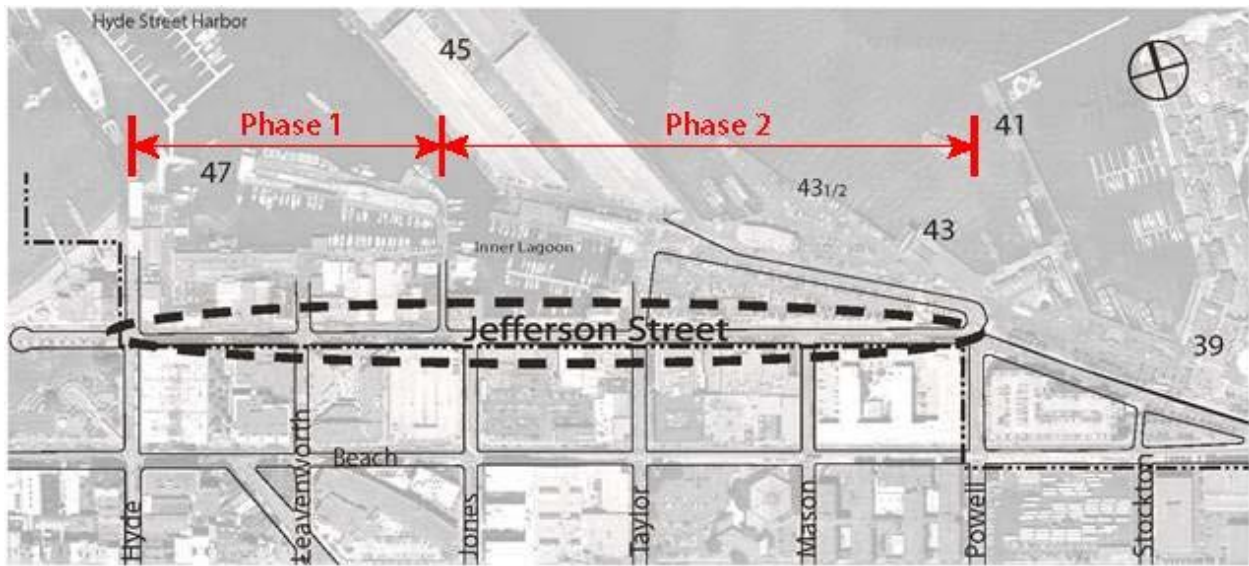 Hyde Street Harbor
45
Phase 1
Phase 2
41
47
43 1/2
43
Inner Lagoon
Jefferson Street
39
Beach
Hyde
Leavenworth
Jones
Taylor
Mason
Powell
Stockton